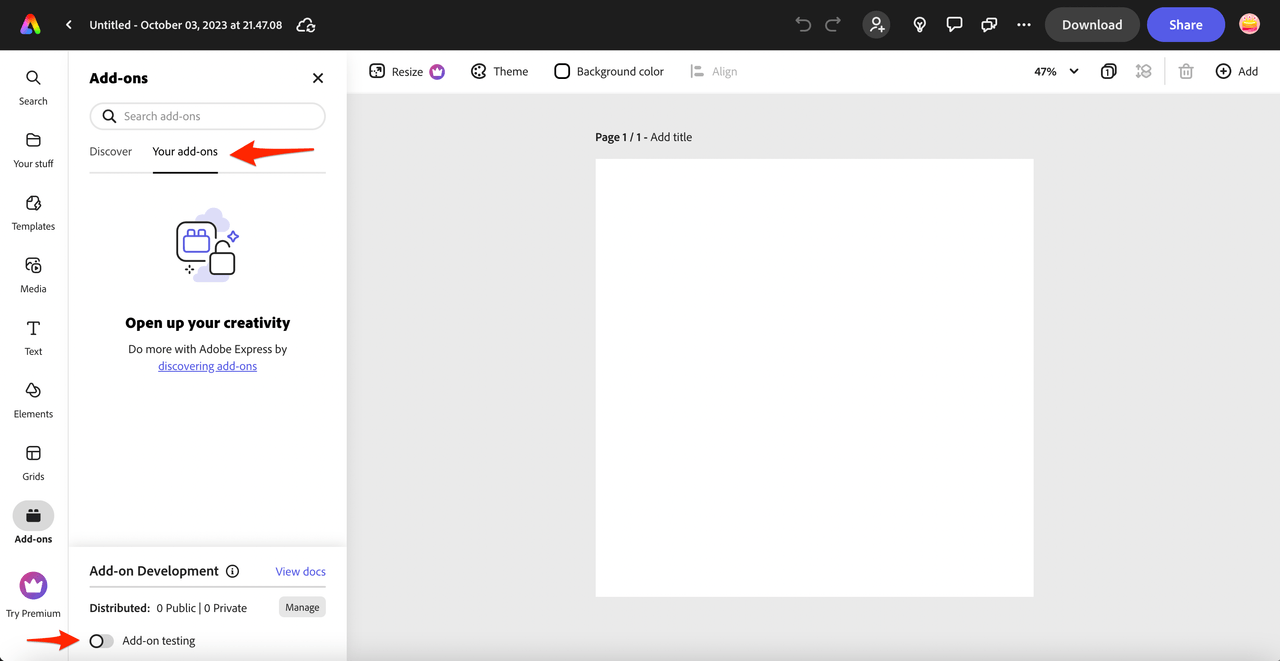 Untitled - October 03, 2023 at 21.47.08
Download
Share
Search
Your stuff
Templates
Media
Text
Elements
Grids
Add-ons
Try Premium
Add-ons
Search add-ons
Discover
Your add-ons
Open up your creativity
Do more with Adobe Express by
discovering add-ons
Add-on Development
View docs
Distributed: 0 Public | 0 Private
Manage
Add-on testing
Resize
Theme
Background color
Align
47%
1
Add
Page 1 / 1 - Add title